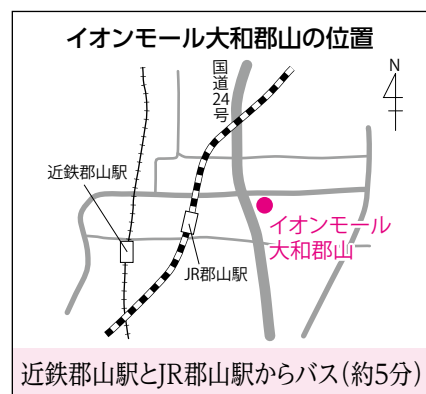 イオンモール大和郡山の位置
国道24号
N
近鉄郡山駅
イオンモール
大和郡山
JR郡山駅
近鉄郡山駅とJR郡山駅からバス(約5分)